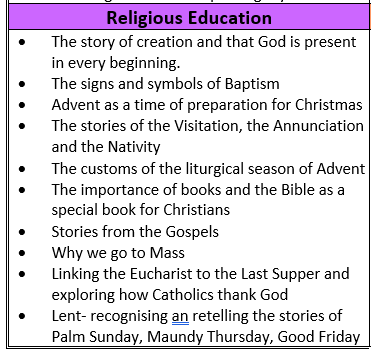 Religious Education
• The story of creation and that God is present
in every beginning.
• The signs and symbols of Baptism
• Advent as a time of preparation for Christmas
• The stories of the Visitation, the Annunciation
and the Nativity
• The customs of the liturgical season of Advent
• The importance of books and the Bible as a
special book for Christians
• Stories from the Gospels
• Why we go to Mass
• Linking the Eucharist to the Last Supper and
exploring how Catholics thank God
• Lent- recognising an retelling the stories of
Palm Sunday, Maundy Thursday, Good Friday